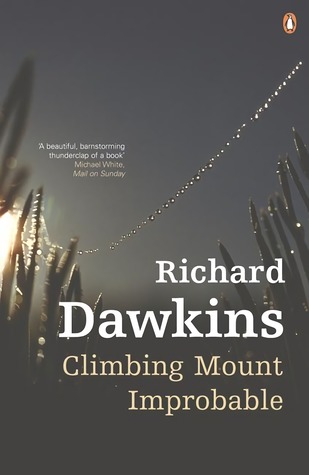 'A beautiful, barnstorming
thunderclap of a book'
Michael White,
Mail on Sunday
Richard
Dawkins
Climbing Mount
Improbable